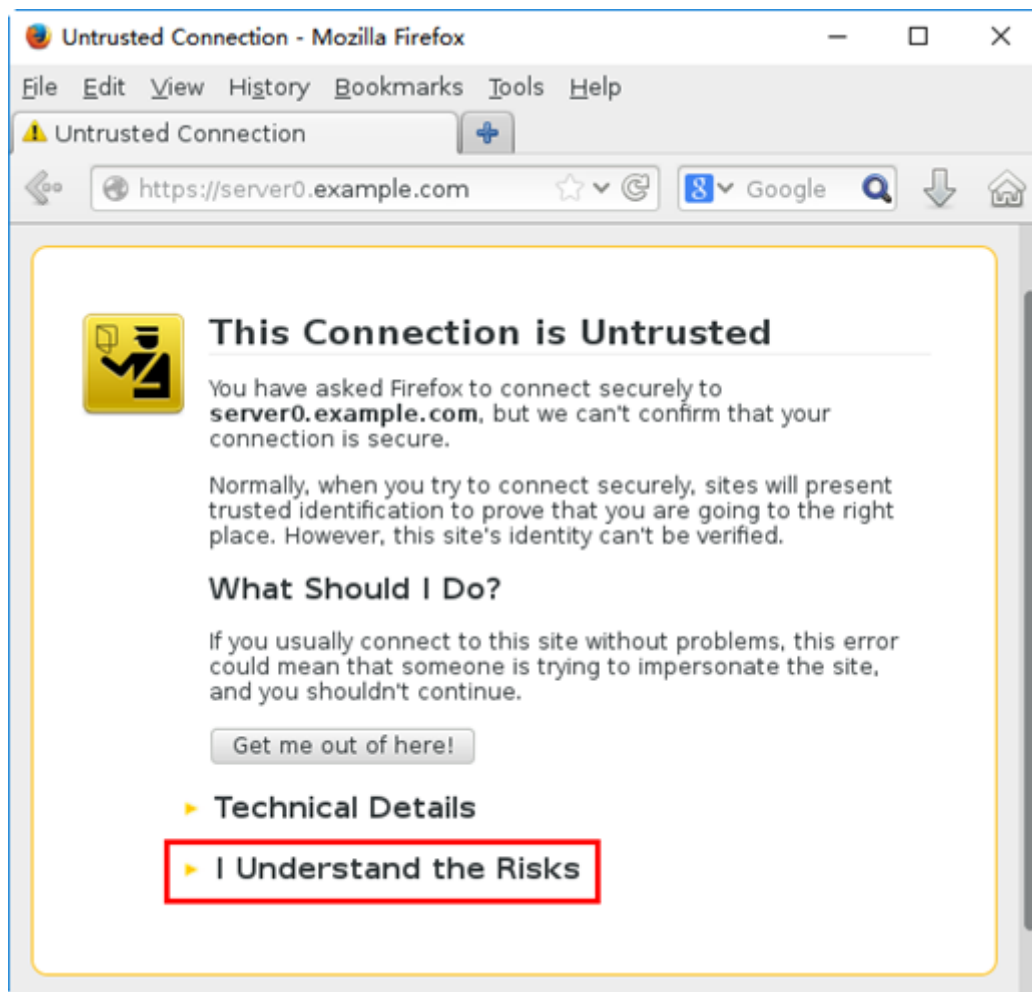 Untrusted Connection - Mozilla Firefox
File Edit View History Bookmarks Tools Help
Untrusted Connection
https://server0.example.com
8 Google
This Connection is Untrusted
You have asked Firefox to connect securely to
server0.example.com, but we can't confirm that your
connection is secure.
Normally, when you try to connect securely, sites will present
trusted identification to prove that you are going to the right
place. However, this site's identity can't be verified.
What Should I Do?
If you usually connect to this site without problems, this error
could mean that someone is trying to impersonate the site,
and you shouldn't continue.
Get me out of here!
Technical Details
I Understand the Risks